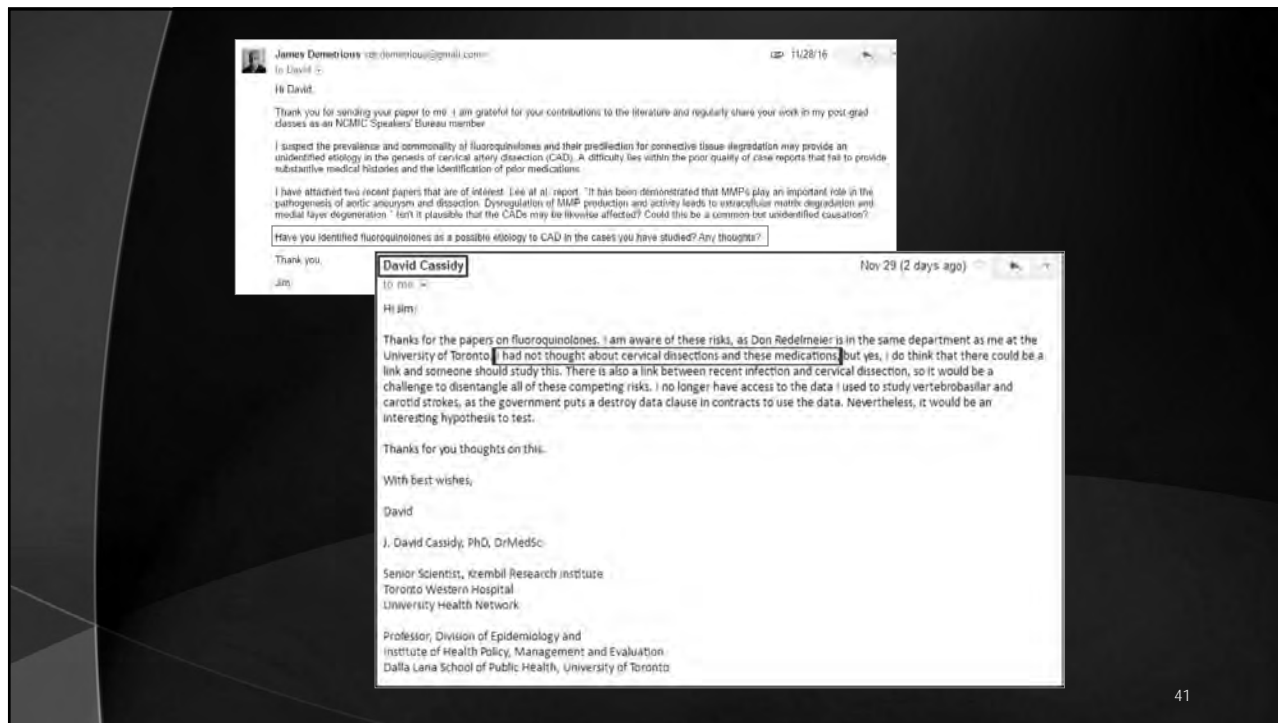 James Demetrious
11/28/16
to David
Hi David,
Thank you for sending your paper to me. I am grateful for your contributions to the literature and regularly share your work in my post-grad
classes as an NCMIC Speakers' Bureau member.
I suspect the prevalence and commonality of fluoroquinolones and their predilection for connective tissue degradation may provide an
unidentified etiology in the genesis of cervical artery dissection (CAD). A difficulty lies within the poor quality of case reports that fail to provide
substantive medical histories and the identification of prior medications.
I have attached two recent papers that are of interest. Lee at al. report, "It has been demonstrated that MMPs play an important role in the
pathogenesis of aortic aneurysm and dissection. Dysregulation of MMP production and activity leads to extracellular matrix degradation and
medial layer degeneration." Isn't it plausible that the CADs may be likewise affected? Could this be a common but unidentified causation?
Have you identified fluoroquinolones as a possible etiology to CAD in the cases you have studied? Any thoughts?
Thank you,
Jim
David Cassidy
Nov 29 (2 days ago)
to me
Hi Jim:
Thanks for the papers on fluoroquinolones. I am aware of these risks, as Don Redelmeier is in the same department as me at the
University of Toronto. I had not thought about cervical dissections and these medications, but yes, I do think that there could be a
link and someone should study this. There is also a link between recent infection and cervical dissection, so it would be a
challenge to disentangle all of these competing risks. I no longer have access to the data I used to study vertebrobasilar and
carotid strokes, as the government puts a destroy data clause in contracts to use the data. Nevertheless, it would be an
interesting hypothesis to test.
Thanks for you thoughts on this.
With best wishes,
David
J. David Cassidy, PhD, DrMedSc
Senior Scientist, Krembil Research Institute
Toronto Western Hospital
University Health Network
Professor, Division of Epidemiology and
Institute of Health Policy, Management and Evaluation
Dalla Lana School of Public Health, University of Toronto
41